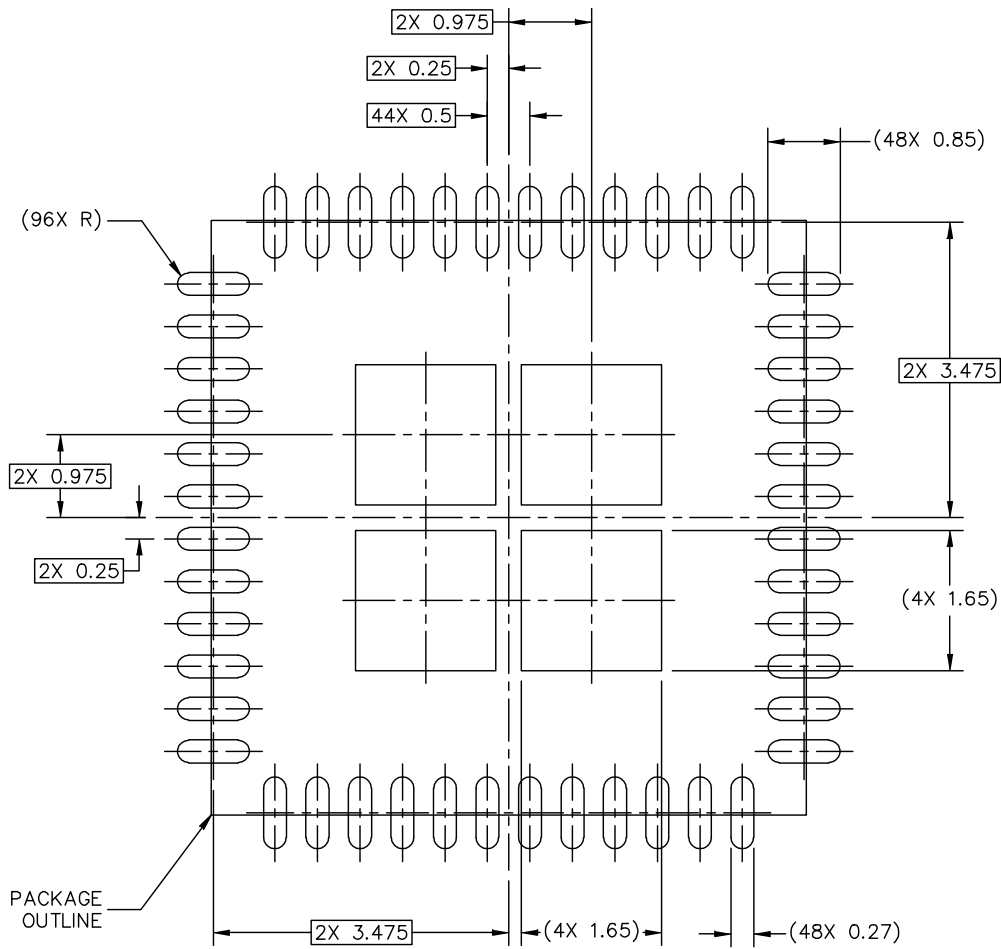 2X 0.975
2X 0.25
44X 0.5
(48X 0.85)
(96X R)
2X 3.475
2X 0.975
2X 0.25
(4X 1.65)
PACKAGE
OUTLINE
2X 3.475
(4X 1.65)
(48X 0.27)